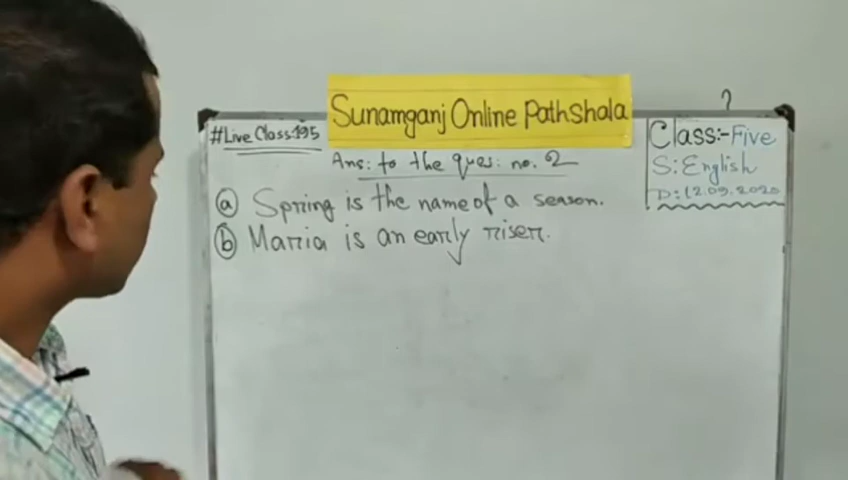 Sunamganj Online Pathshala
#Live Class:195
Class:-Five
S: English
D: 12.09.2020
Ans: to the ques: no. 2
ⓐ Spring is the name of a season.
ⓑ Maria is an early riser.